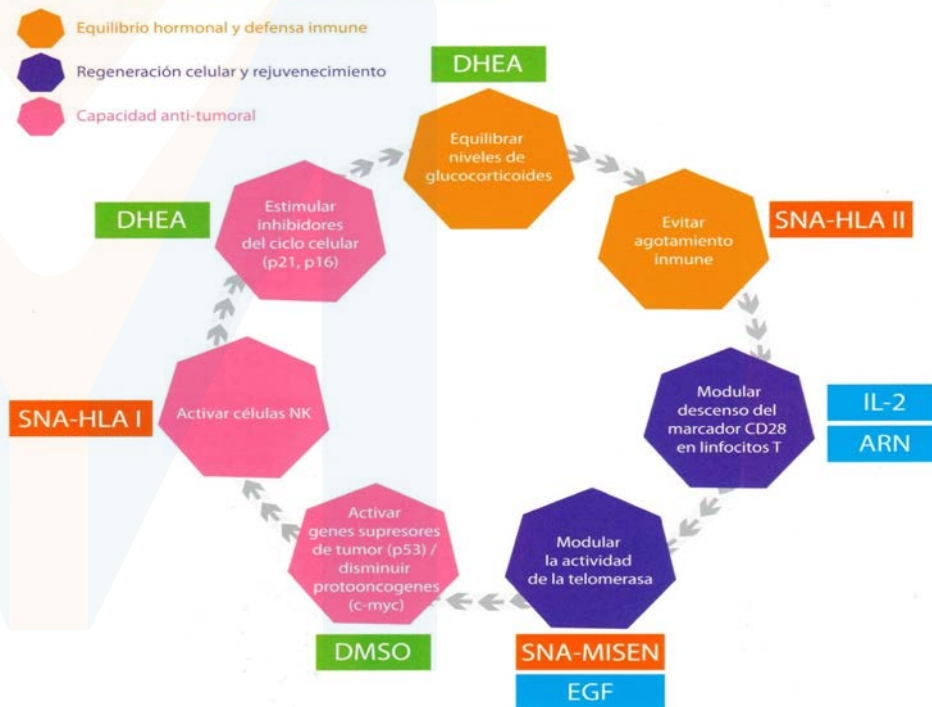 Equilibrio hormonal y defensa inmune
Regeneración celular y rejuvenecimiento
Capacidad anti-tumoral
DHEA
Equilibrar
niveles de
glucocorticoides
DHEA
Estimular
inhibidores
del ciclo celular
(p21, p16)
Evitar
agotamiento
inmune
SNA-HLA II
SNA-HLA I
Activar células NK
Modular
descenso del
marcador CD28
en linfocitos T
IL-2
ARN
Activar
genes supresores
de tumor (p53) /
disminuir
protooncogenes
(c-myc)
Modular
la actividad
de la telomerasa
DMSO
SNA-MISEN
EGF